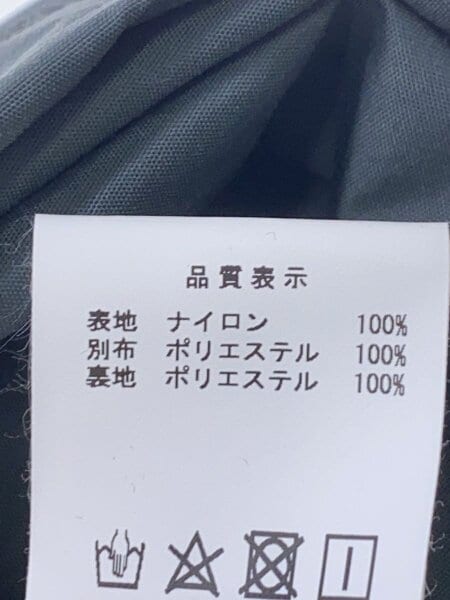 品質表示
表地 ナイロン 100%
別布 ポリエステル 100%
裏地 ポリエステル 100%